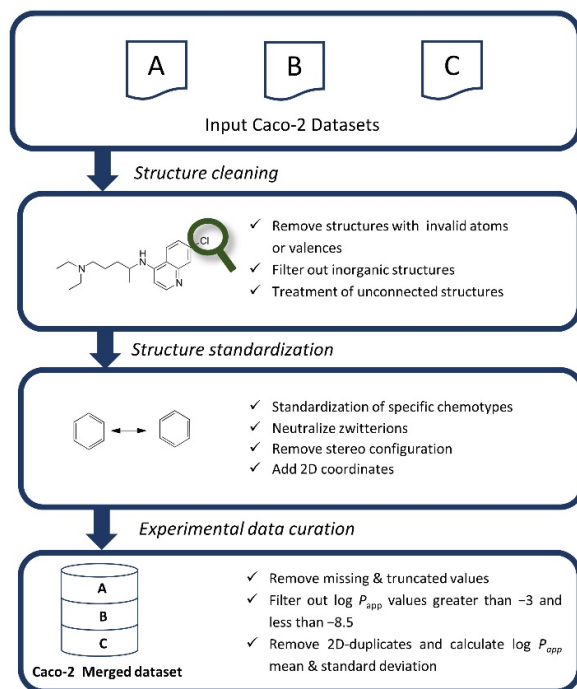 A B C
Input Caco-2 Datasets
Structure cleaning
Cl
HN
N
N
✓ Remove structures with invalid atoms
or valences
✓ Filter out inorganic structures
✓ Treatment of unconnected structures
Structure standardization
✓ Standardization of specific chemotypes
✓ Neutralize zwitterions
✓ Remove stereo configuration
✓ Add 2D coordinates
Experimental data curation
A
B
C
Caco-2 Merged dataset
✓ Remove missing & truncated values
✓ Filter out log Papp values greater than −3 and
less than −8.5
✓ Remove 2D-duplicates and calculate log Papp
mean & standard deviation